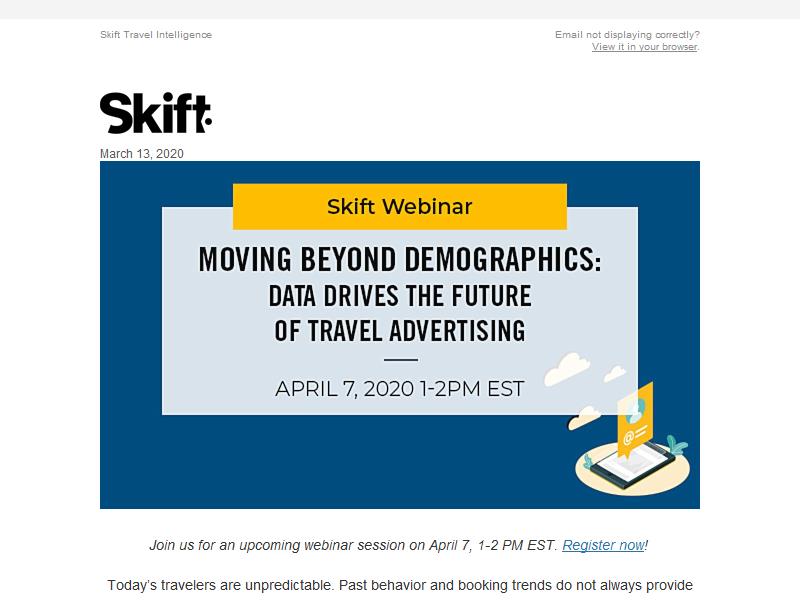 Skift Travel Intelligence
Email not displaying correctly?
View it in your browser.
Skift
March 13, 2020
Skift Webinar
MOVING BEYOND DEMOGRAPHICS:
DATA DRIVES THE FUTURE
OF TRAVEL ADVERTISING
APRIL 7, 2020 1-2PM EST
@
Join us for an upcoming webinar session on April 7, 1-2 PM EST. Register now!
Today's travelers are unpredictable. Past behavior and booking trends do not always provide